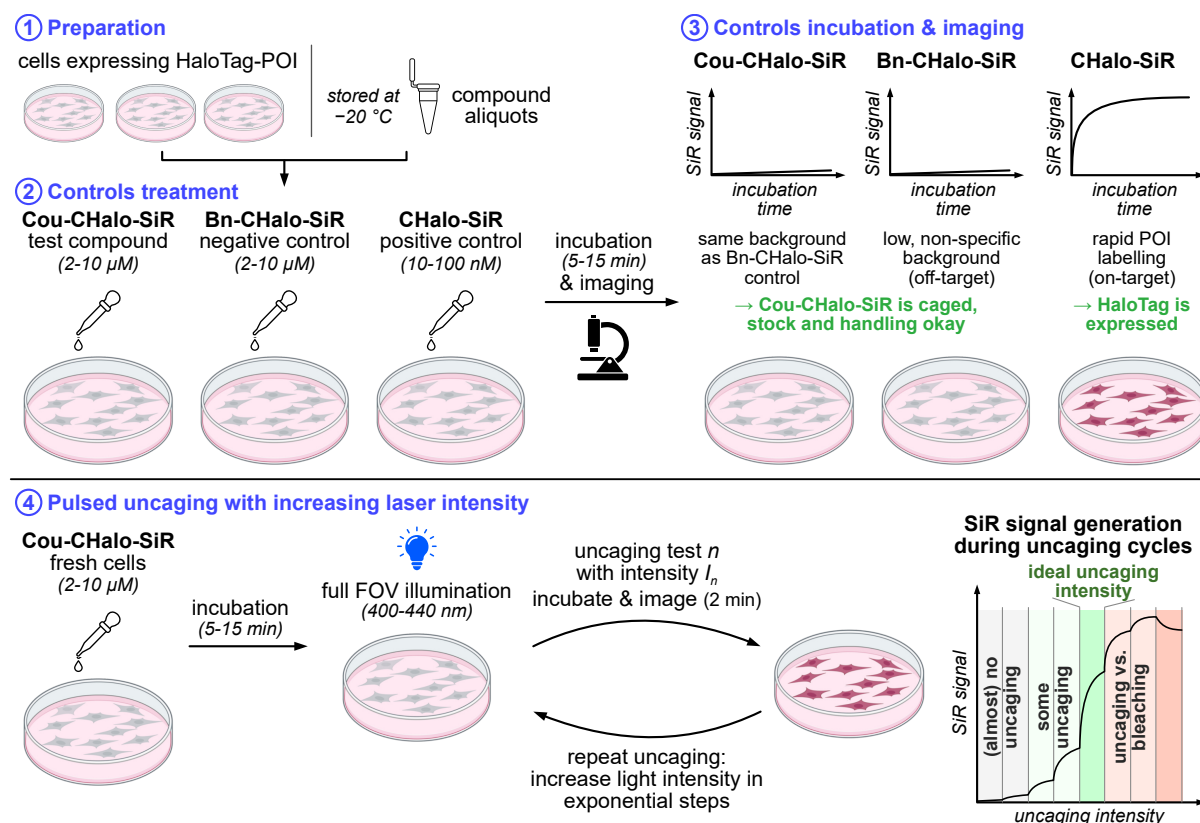 ① Preparation
cells expressing HaloTag-POI
stored at
−20 °C
compound
aliquots
② Controls treatment
Cou-CHalo-SiR
test compound
(2-10 µM)
Bn-CHalo-SiR
negative control
(2-10 µM)
CHalo-SiR
positive control
(10-100 nM)
incubation
(5-15 min)
& imaging
③ Controls incubation & imaging
Cou-CHalo-SiR
SiR signal
incubation
time
same background
as Bn-CHalo-SiR
control
Bn-CHalo-SiR
SiR signal
incubation
time
low, non-specific
background
(off-target)
→ Cou-CHalo-SiR is caged,
stock and handling okay
CHalo-SiR
SiR signal
incubation
time
rapid POI
labelling
(on-target)
→ HaloTag is
expressed
④ Pulsed uncaging with increasing laser intensity
Cou-CHalo-SiR
fresh cells
(2-10 µM)
incubation
(5-15 min)
full FOV illumination
(400-440 nm)
uncaging test n
with intensity Iₙ
incubate & image (2 min)
repeat uncaging:
increase light intensity in
exponential steps
SiR signal generation
during uncaging cycles
ideal uncaging
intensity
SiR signal
(almost) no
uncaging
some
uncaging
uncaging vs.
bleaching
uncaging intensity